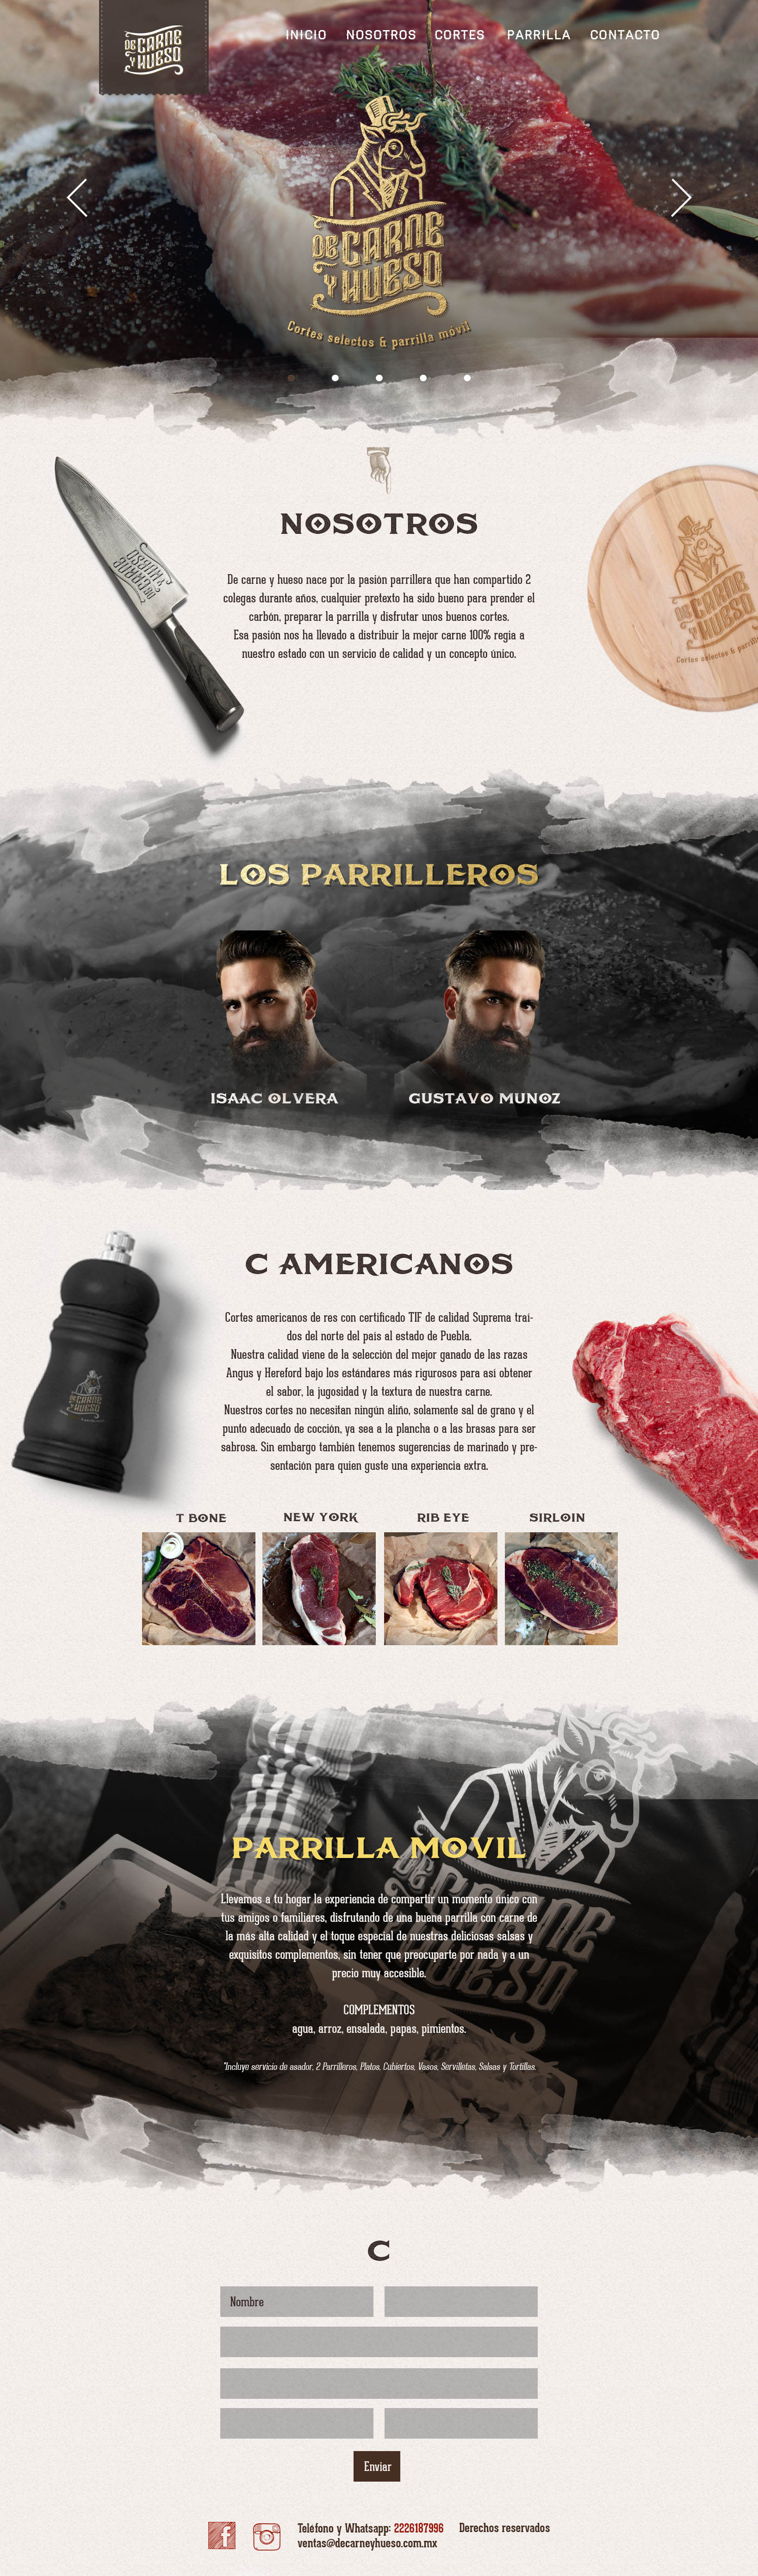 DE CARNE
Y HUESO
INICIO NOSOTROS CORTES PARRILLA CONTACTO
DE CARNE
Y HUESO
Cortes selectos & parrilla móvil
NOSOTROS
De carne y hueso nace por la pasión parrillera que han compartido 2
colegas durante años, cualquier pretexto ha sido bueno para prender el
carbón, preparar la parrilla y disfrutar unos buenos cortes.
Esa pasión nos ha llevado a distribuir la mejor carne 100% regia a
nuestro estado con un servicio de calidad y un concepto único.
DE CARNE
Y HUESO
DE CARNE
Y HUESO
Cortes selectos & parrilla
LOS PARRILLEROS
ISAAC OLVERA
GUSTAVO MUNOZ
C AMERICANOS
Cortes americanos de res con certificado TIF de calidad Suprema traí-
dos del norte del país al estado de Puebla.
Nuestra calidad viene de la selección del mejor ganado de las razas
Angus y Hereford bajo los estándares más rigurosos para así obtener
el sabor, la jugosidad y la textura de nuestra carne.
Nuestros cortes no necesitan ningún aliño, solamente sal de grano y el
punto adecuado de cocción, ya sea a la plancha o a las brasas para ser
sabrosa. Sin embargo también tenemos sugerencias de marinado y pre-
sentación para quien guste una experiencia extra.
DE CARNE
Y HUESO
T BONE
NEW YORK
RIB EYE
SIRLOIN
PARRILLA MOVIL
Llevamos a tu hogar la experiencia de compartir un momento único con
tus amigos o familiares, disfrutando de una buena parrilla con carne de
la más alta calidad y el toque especial de nuestras deliciosas salsas y
exquisitos complementos, sin tener que preocuparte por nada y a un
precio muy accesible.
COMPLEMENTOS
agua, arroz, ensalada, papas, pimientos.
*Incluye servicio de asador, 2 Parrilleros, Platos, Cubiertos, Vasos, Servilletas, Salsas y Tortillas.
DE CARNE
Y HUESO
C
Nombre
Enviar
Teléfono y Whatsapp: 2226187996
ventas@decarneyhueso.com.mx
Derechos reservados